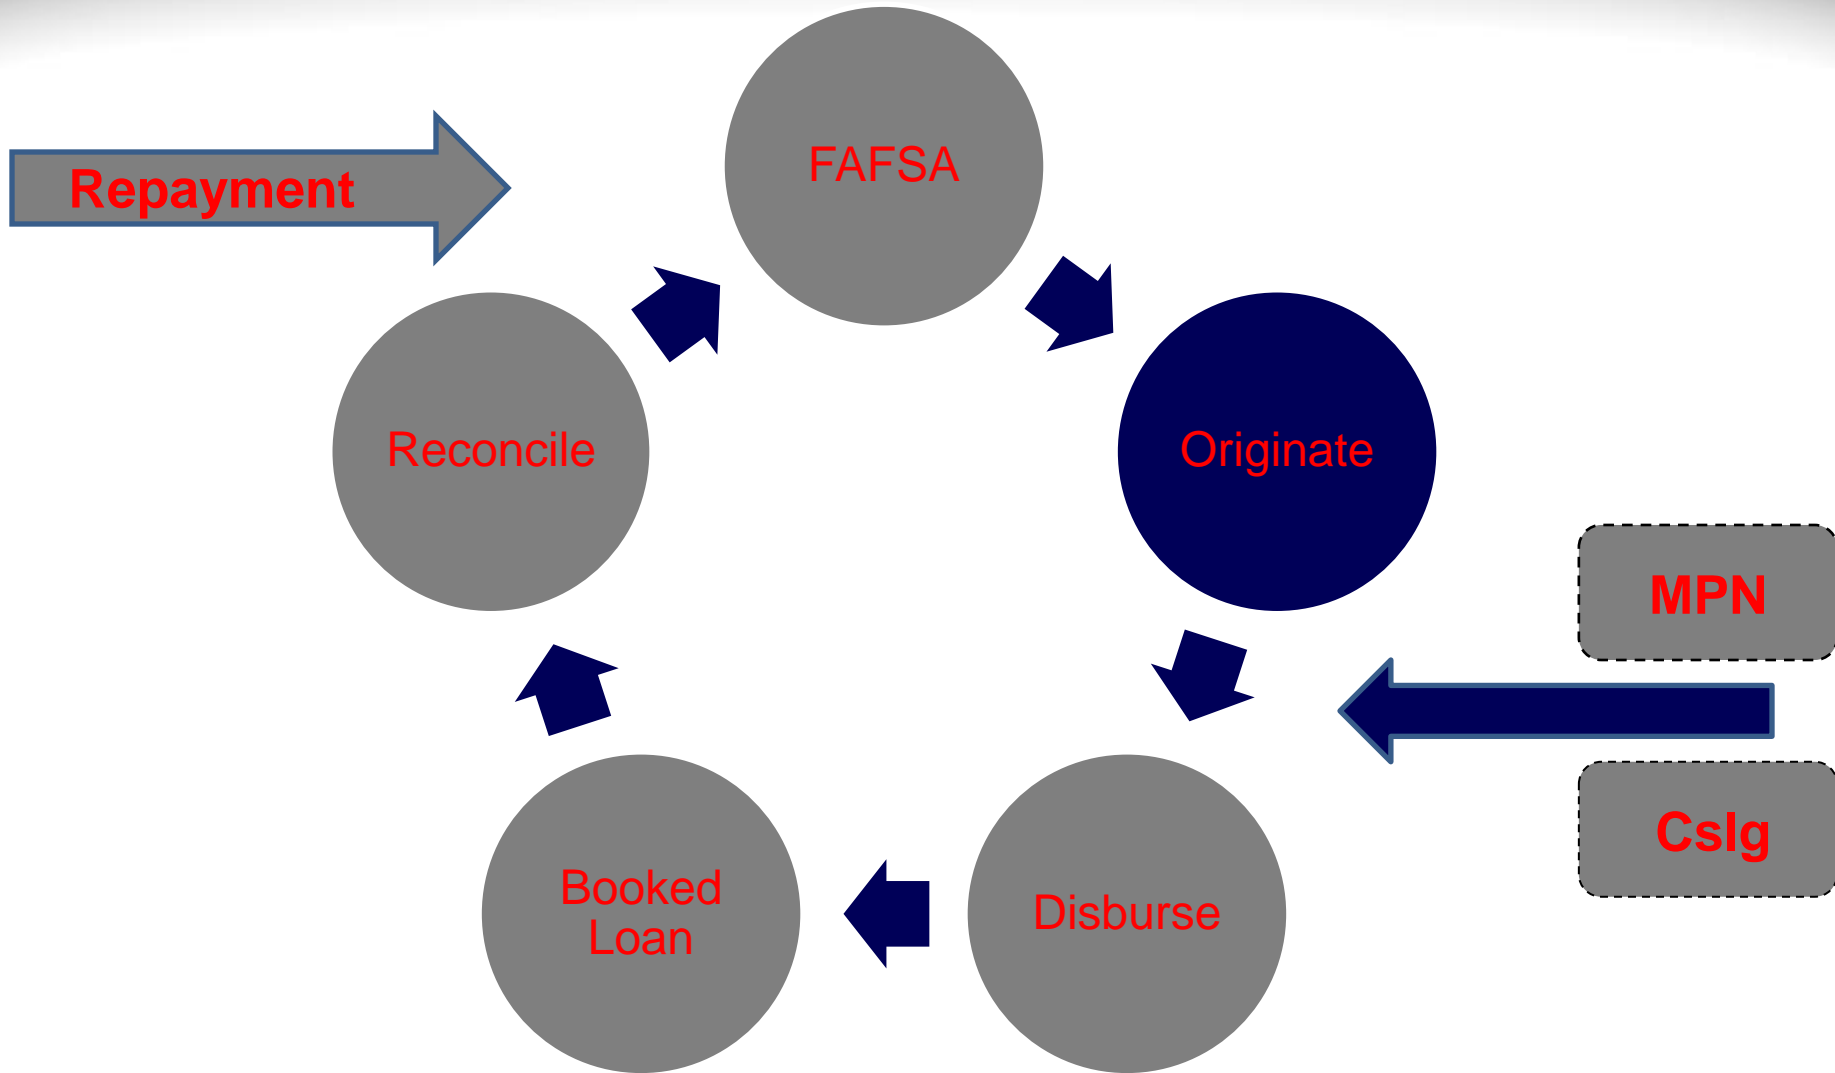 FAFSA
Repayment
Reconcile
Originate
MPN
Cslg
Booked
Loan
Disburse